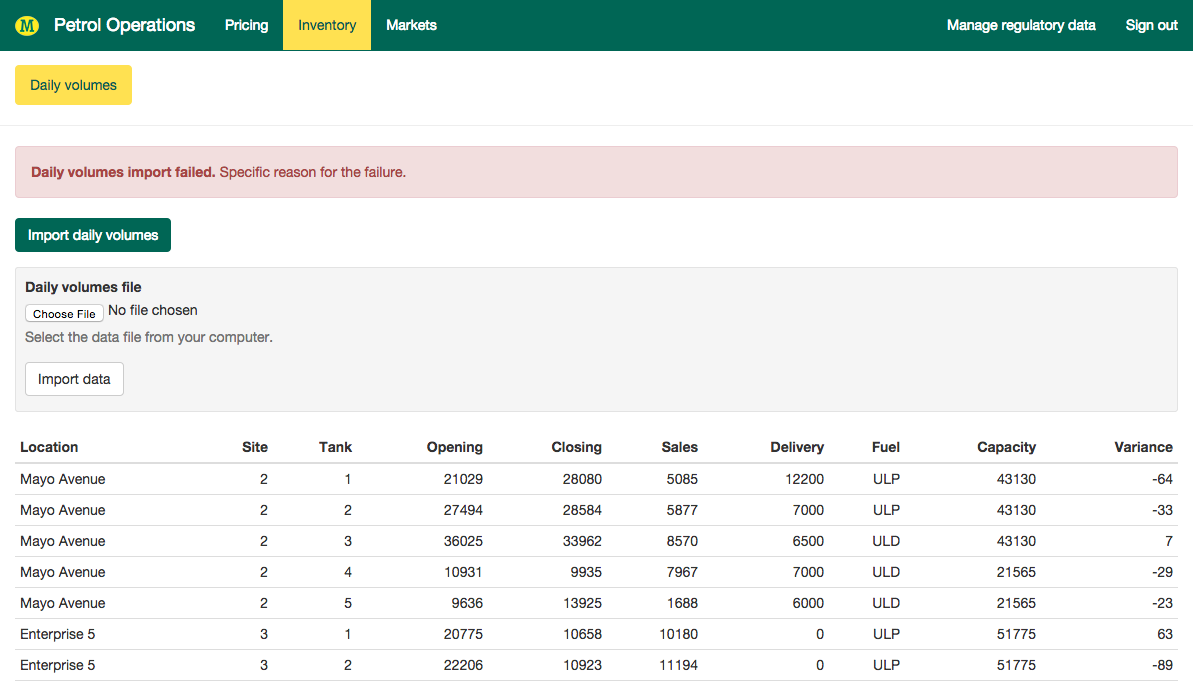 M Petrol Operations Pricing Inventory Markets Manage regulatory data Sign out
Daily volumes
Daily volumes import failed. Specific reason for the failure.
Import daily volumes
Daily volumes file
Choose File No file chosen
Select the data file from your computer.
Import data
Location Site Tank Opening Closing Sales Delivery Fuel Capacity Variance
Mayo Avenue 2 1 21029 28080 5085 12200 ULP 43130 -64
Mayo Avenue 2 2 27494 28584 5877 7000 ULP 43130 -33
Mayo Avenue 2 3 36025 33962 8570 6500 ULD 43130 7
Mayo Avenue 2 4 10931 9935 7967 7000 ULD 21565 -29
Mayo Avenue 2 5 9636 13925 1688 6000 ULD 21565 -23
Enterprise 5 3 1 20775 10658 10180 0 ULP 51775 63
Enterprise 5 3 2 22206 10923 11194 0 ULP 51775 -89